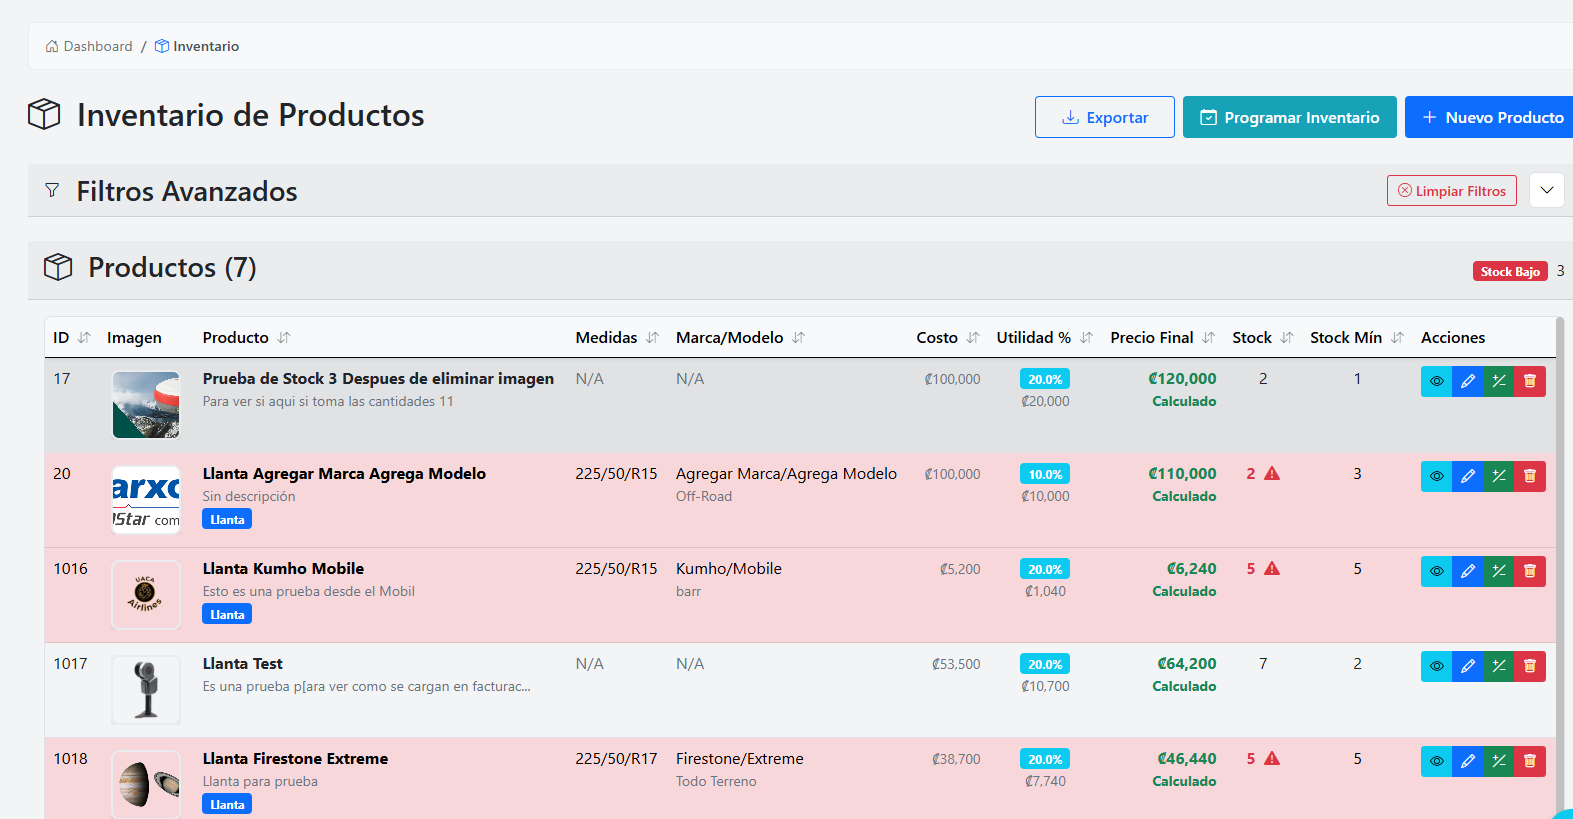 Dashboard / Inventario
Inventario de Productos
Exportar
Programar Inventario
Nuevo Producto
Filtros Avanzados
Limpiar Filtros
Productos (7)
Stock Bajo 3
ID Imagen Producto Medidas Marca/Modelo Costo Utilidad % Precio Final Stock Stock Mín Acciones
17 Prueba de Stock 3 Despues de eliminar imagen N/A N/A ₡100,000 20.0% ₡120,000 2 1
Para ver si aqui si toma las cantidades 11 ₡20,000 Calculado
20 Llanta Agregar Marca Agrega Modelo 225/50/R15 Agregar Marca/Agrega Modelo ₡100,000 10.0% ₡110,000 2 3
Sin descripción Off-Road ₡10,000 Calculado
Llanta
arxc
Star com
1016 Llanta Kumho Mobile 225/50/R15 Kumho/Mobile ₡5,200 20.0% ₡6,240 5 5
Esto es una prueba desde el Mobil barr ₡1,040 Calculado
Llanta
UACA
Airlines
1017 Llanta Test N/A N/A ₡53,500 20.0% ₡64,200 7 2
Es una prueba p[ara ver como se cargan en facturac... ₡10,700 Calculado
1018 Llanta Firestone Extreme 225/50/R17 Firestone/Extreme ₡38,700 20.0% ₡46,440 5 5
Llanta para prueba Todo Terreno ₡7,740 Calculado
Llanta